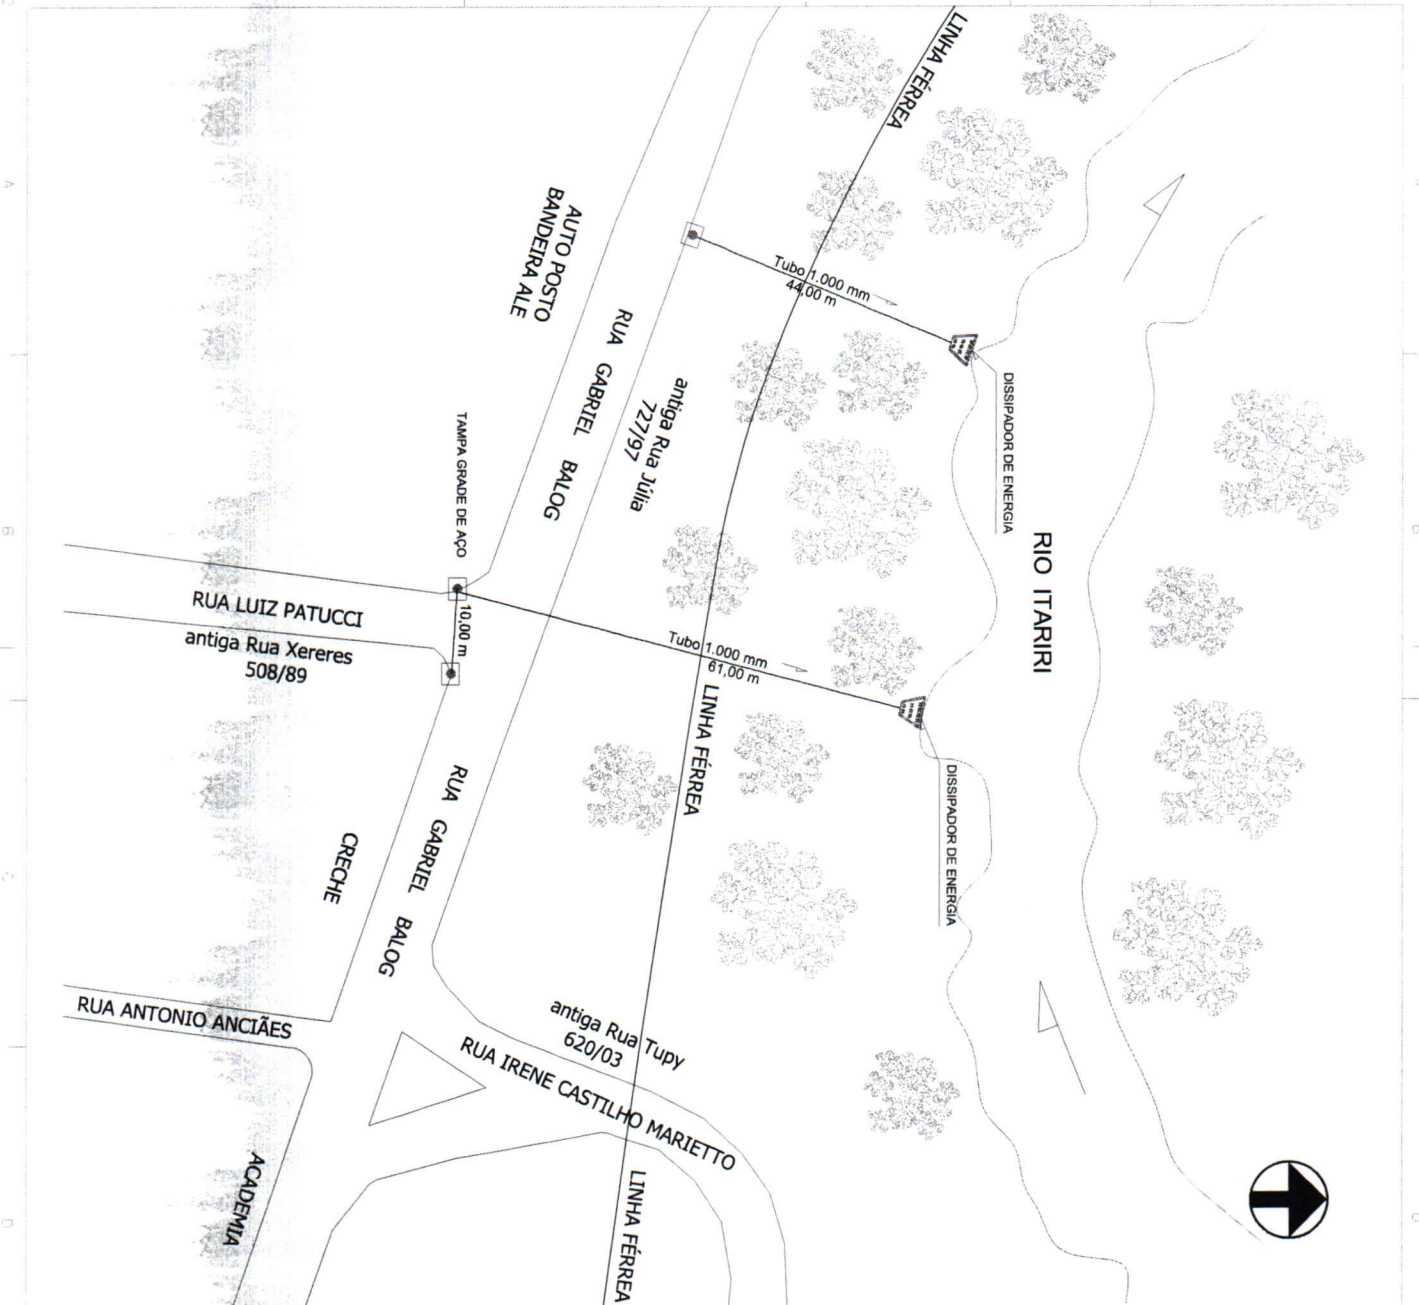 LINHA FÉRREA
AUTO POSTO
BANDEIRA ALE
Tubo 1.000 mm
44,00 m
DISSIPADOR DE ENERGIA
RUA GABRIEL BALOG
antiga Rua Júlia
727/97
TAMPA GRADE DE AÇO
RIO ITARIRI
RUA LUIZ PATUCCI
antiga Rua Xereres
508/89
10,00 m
Tubo 1.000 mm
61,00 m
LINHA FÉRREA
DISSIPADOR DE ENERGIA
RUA GABRIEL BALOG
CRECHE
RUA ANTONIO ANCIÃES
antiga Rua Tupy
620/03
RUA IRENE CASTILHO MARIETTO
ACADEMIA
LINHA FÉRREA
A
B
C
D